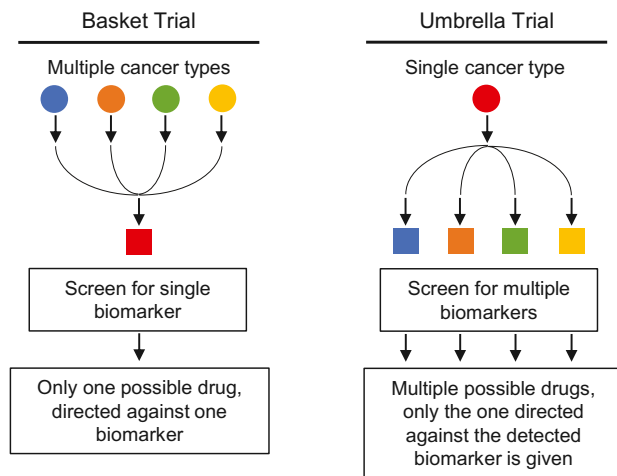 Basket Trial
Multiple cancer types
Screen for single
biomarker
Only one possible drug,
directed against one
biomarker
Umbrella Trial
Single cancer type
Screen for multiple
biomarkers
Multiple possible drugs,
only the one directed
against the detected
biomarker is given